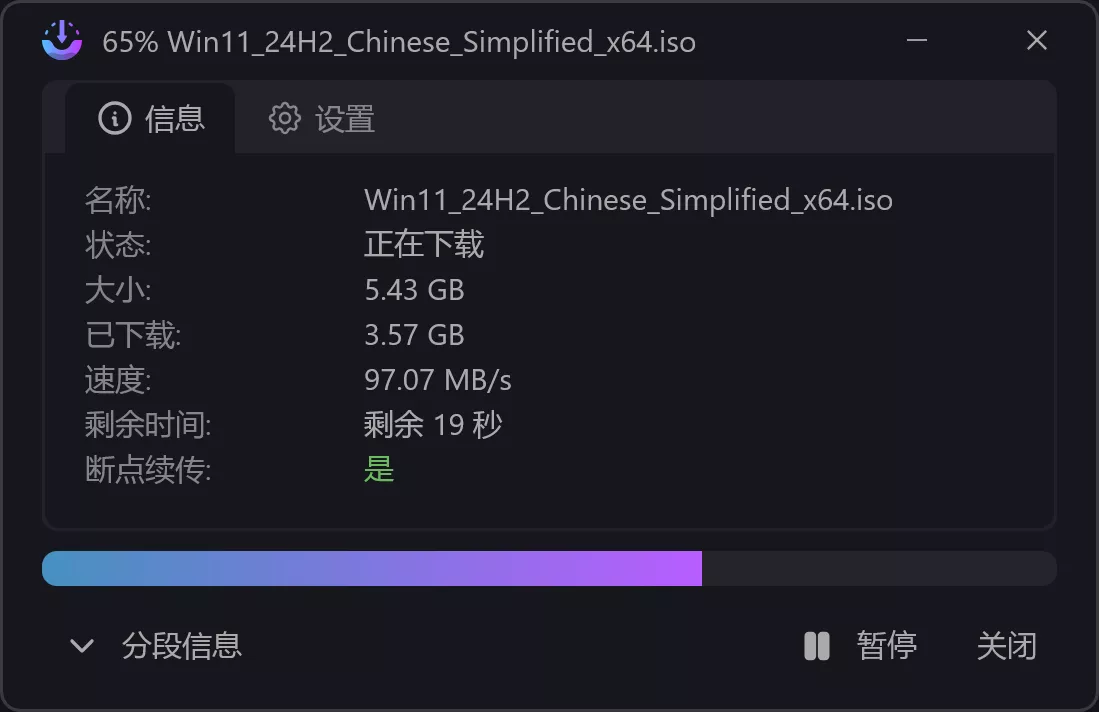 65% Win11_24H2_Chinese_Simplified_x64.iso
信息 设置
名称: Win11_24H2_Chinese_Simplified_x64.iso
状态: 正在下载
大小: 5.43 GB
已下载: 3.57 GB
速度: 97.07 MB/s
剩余时间: 剩余 19 秒
断点续传: 是
分段信息 暂停 关闭